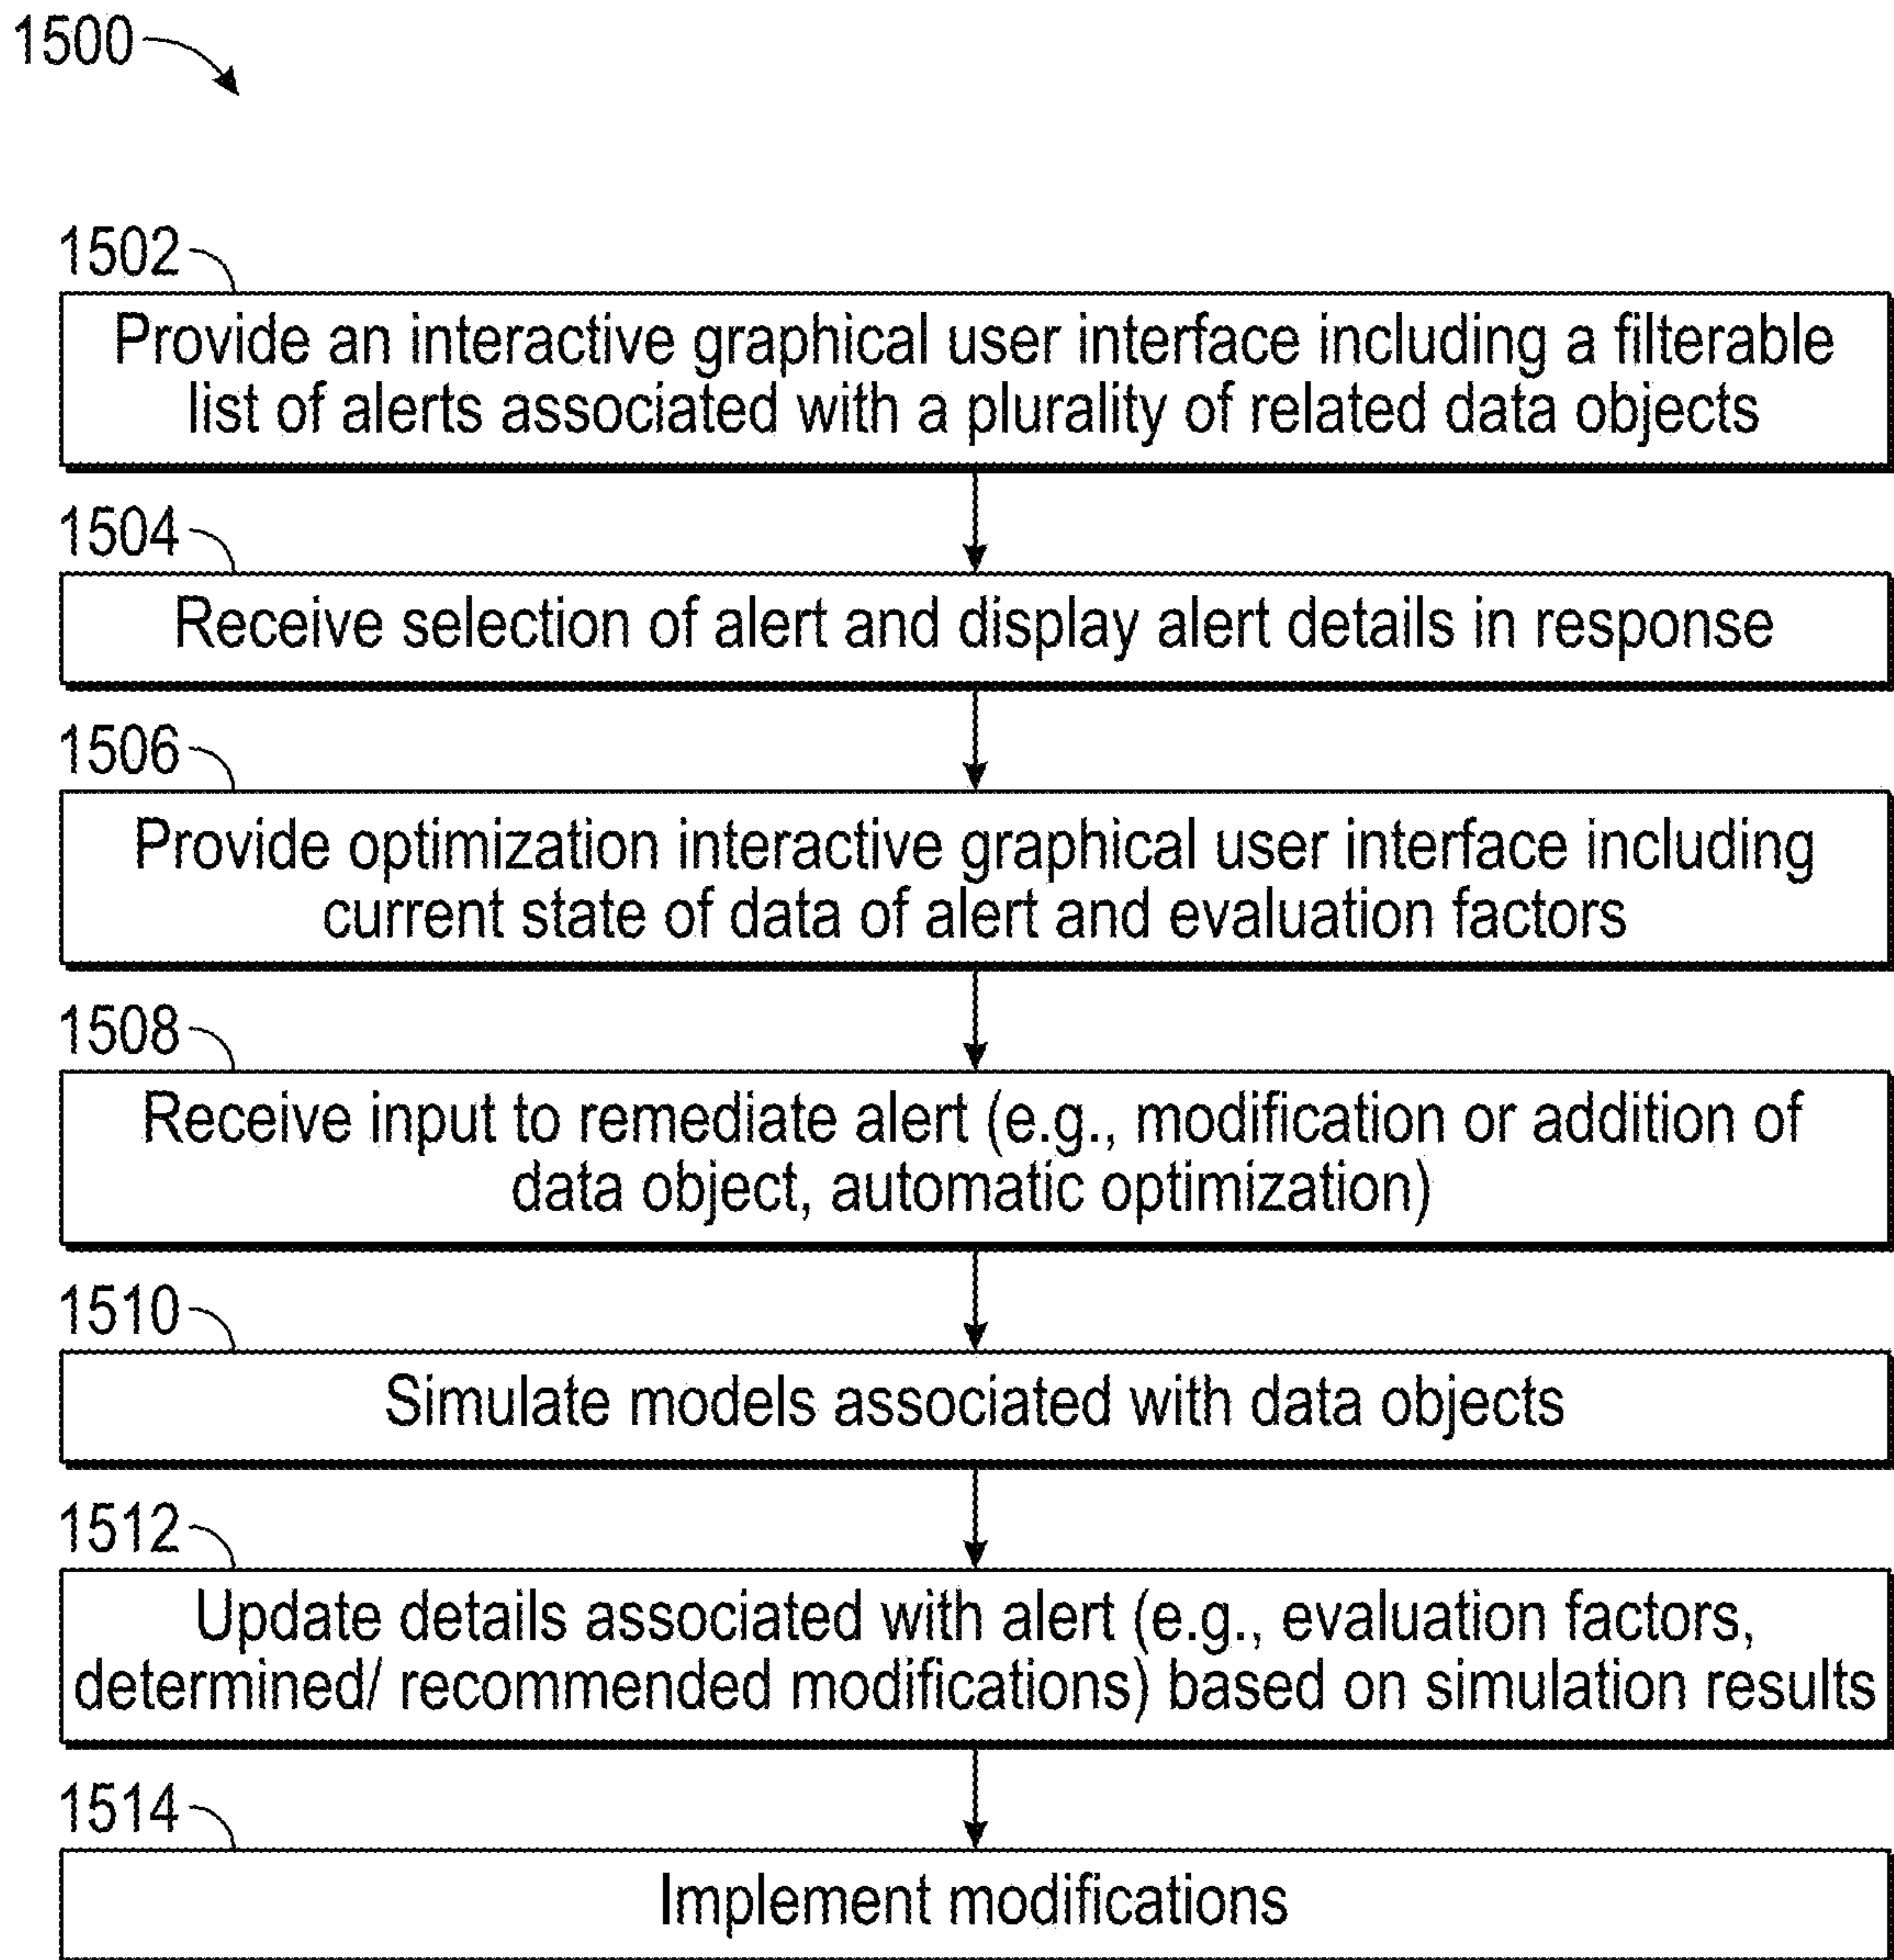 1500
1502
Provide an interactive graphical user interface including a filterable
list of alerts associated with a plurality of related data objects
1504
Receive selection of alert and display alert details in response
1506
Provide optimization interactive graphical user interface including
current state of data of alert and evaluation factors
1508
Receive input to remediate alert (e.g., modification or addition of
data object, automatic optimization)
1510
Simulate models associated with data objects
1512
Update details associated with alert (e.g., evaluation factors,
determined/ recommended modifications) based on simulation results
1514
Implement modifications